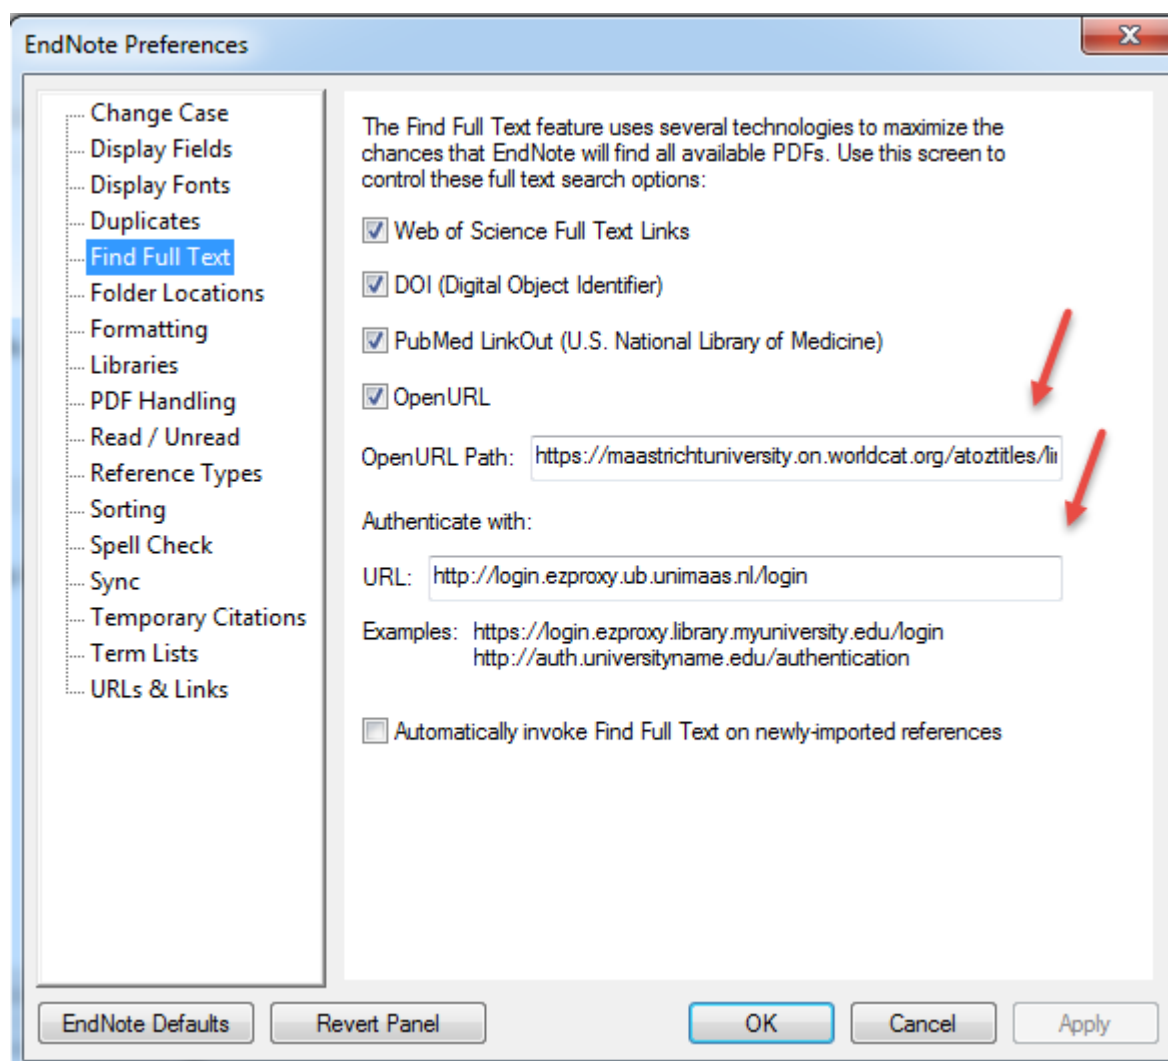 EndNote Preferences
Change Case
Display Fields
Display Fonts
Duplicates
Find Full Text
Folder Locations
Formatting
Libraries
PDF Handling
Read / Unread
Reference Types
Sorting
Spell Check
Sync
Temporary Citations
Term Lists
URLs & Links
The Find Full Text feature uses several technologies to maximize the
chances that EndNote will find all available PDFs. Use this screen to
control these full text search options:
Web of Science Full Text Links
DOI (Digital Object Identifier)
PubMed LinkOut (U.S. National Library of Medicine)
OpenURL
OpenURL Path: https://maastrichtuniversity.on.worldcat.org/atoztitles/li
Authenticate with:
URL: http://login.ezproxy.ub.unimaas.nl/login
Examples: https://login.ezproxy.library.myuniversity.edu/login
http://auth.universityname.edu/authentication
Automatically invoke Find Full Text on newly-imported references
EndNote Defaults
Revert Panel
OK
Cancel
Apply